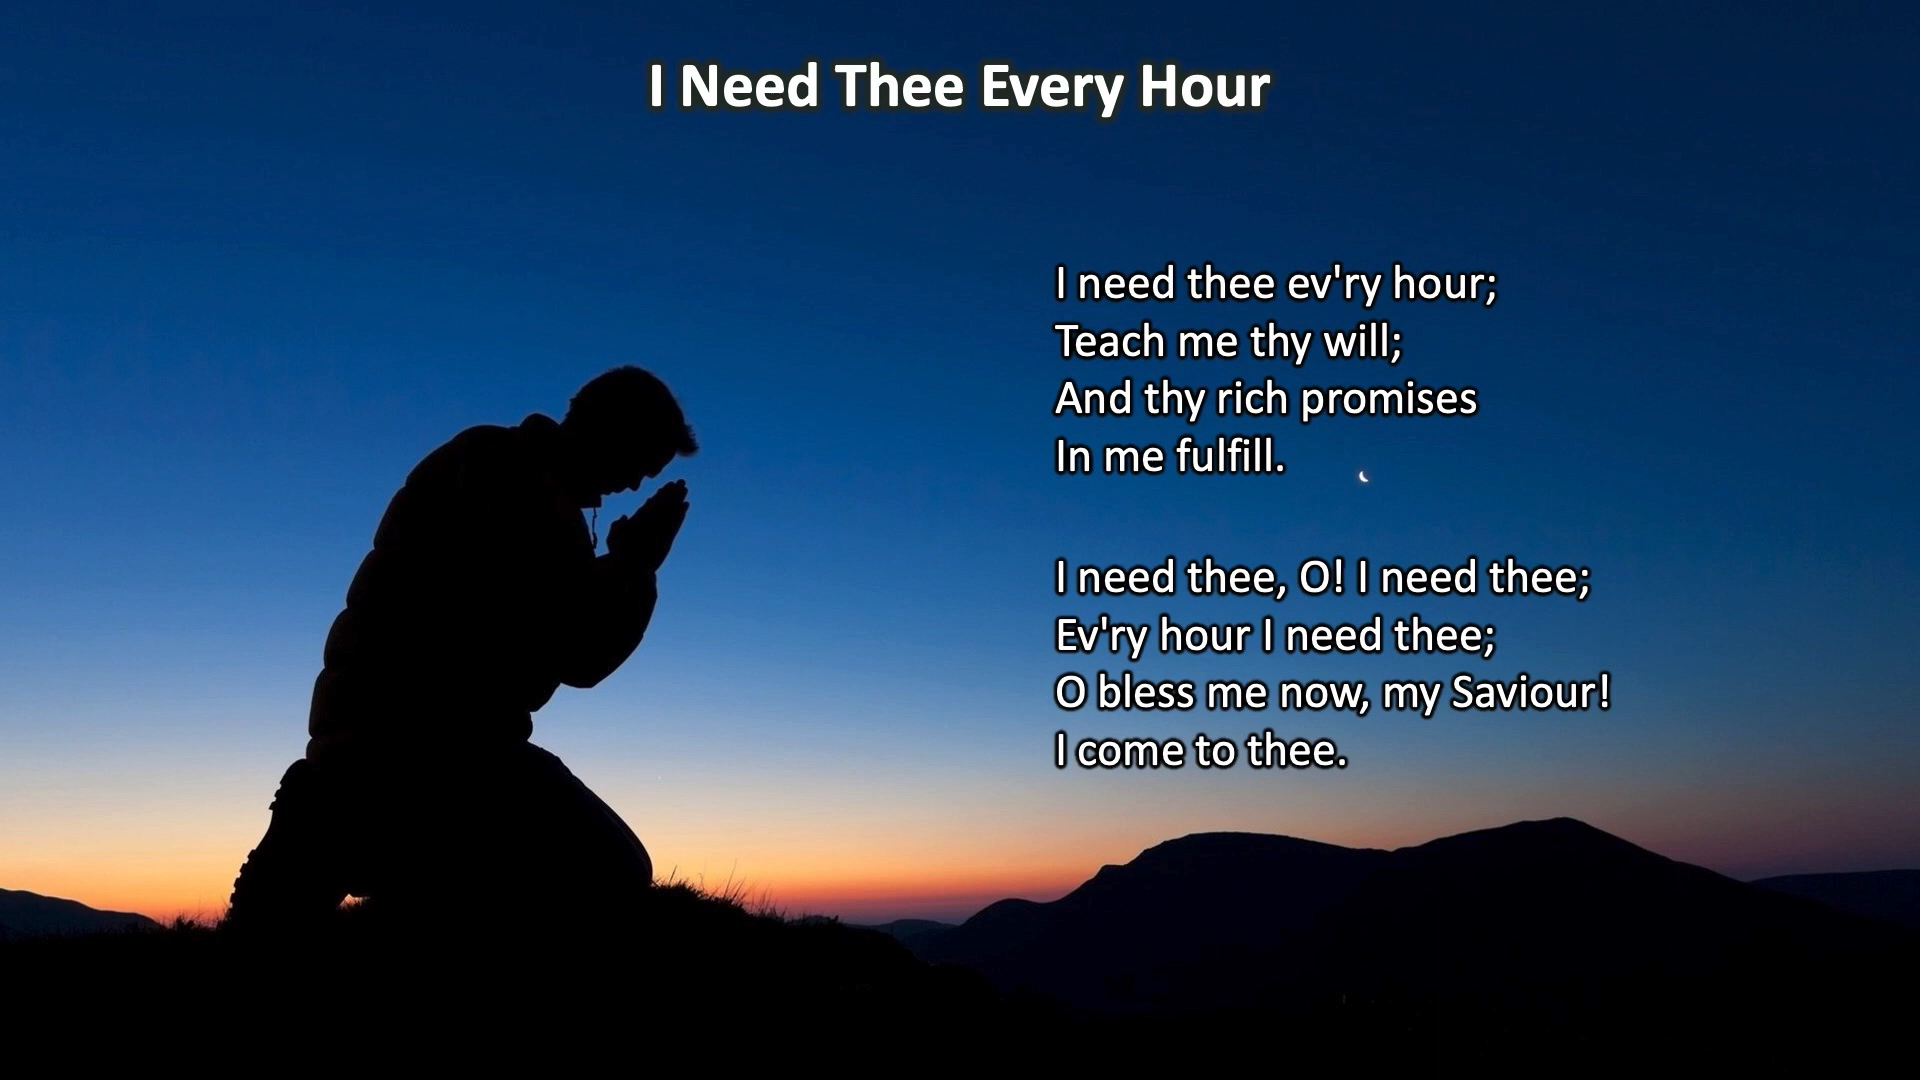 I Need Thee Every Hour
I need thee ev'ry hour;
Teach me thy will;
And thy rich promises
In me fulfill.
I need thee, O! I need thee;
Ev'ry hour I need thee;
O bless me now, my Saviour!
I come to thee.